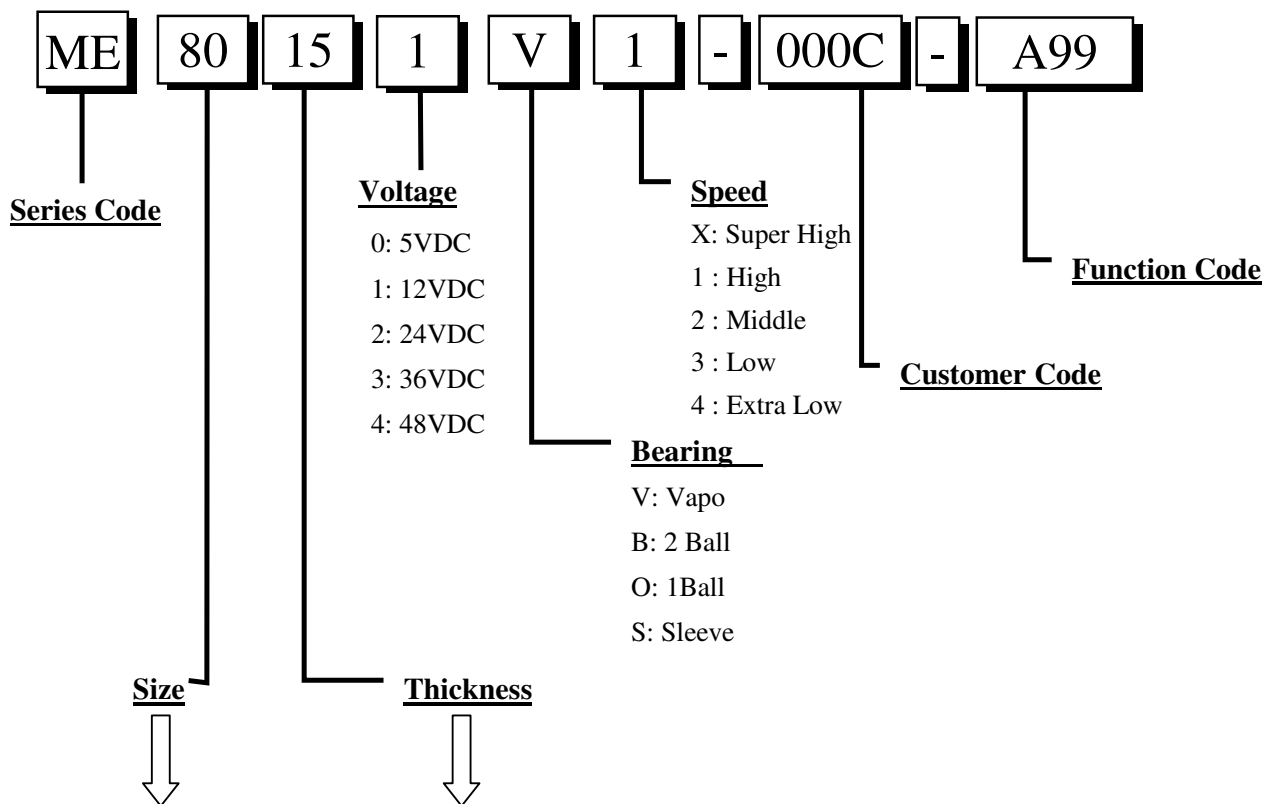 ME 80 15 1 V 1 - 000C - A99
Series Code
Voltage
0: 5VDC
1: 12VDC
2: 24VDC
3: 36VDC
4: 48VDC
Speed
X: Super High
1 : High
2 : Middle
3 : Low
4 : Extra Low
Function Code
Customer Code
Bearing
V: Vapo
B: 2 Ball
O: 1Ball
S: Sleeve
Size
Thickness